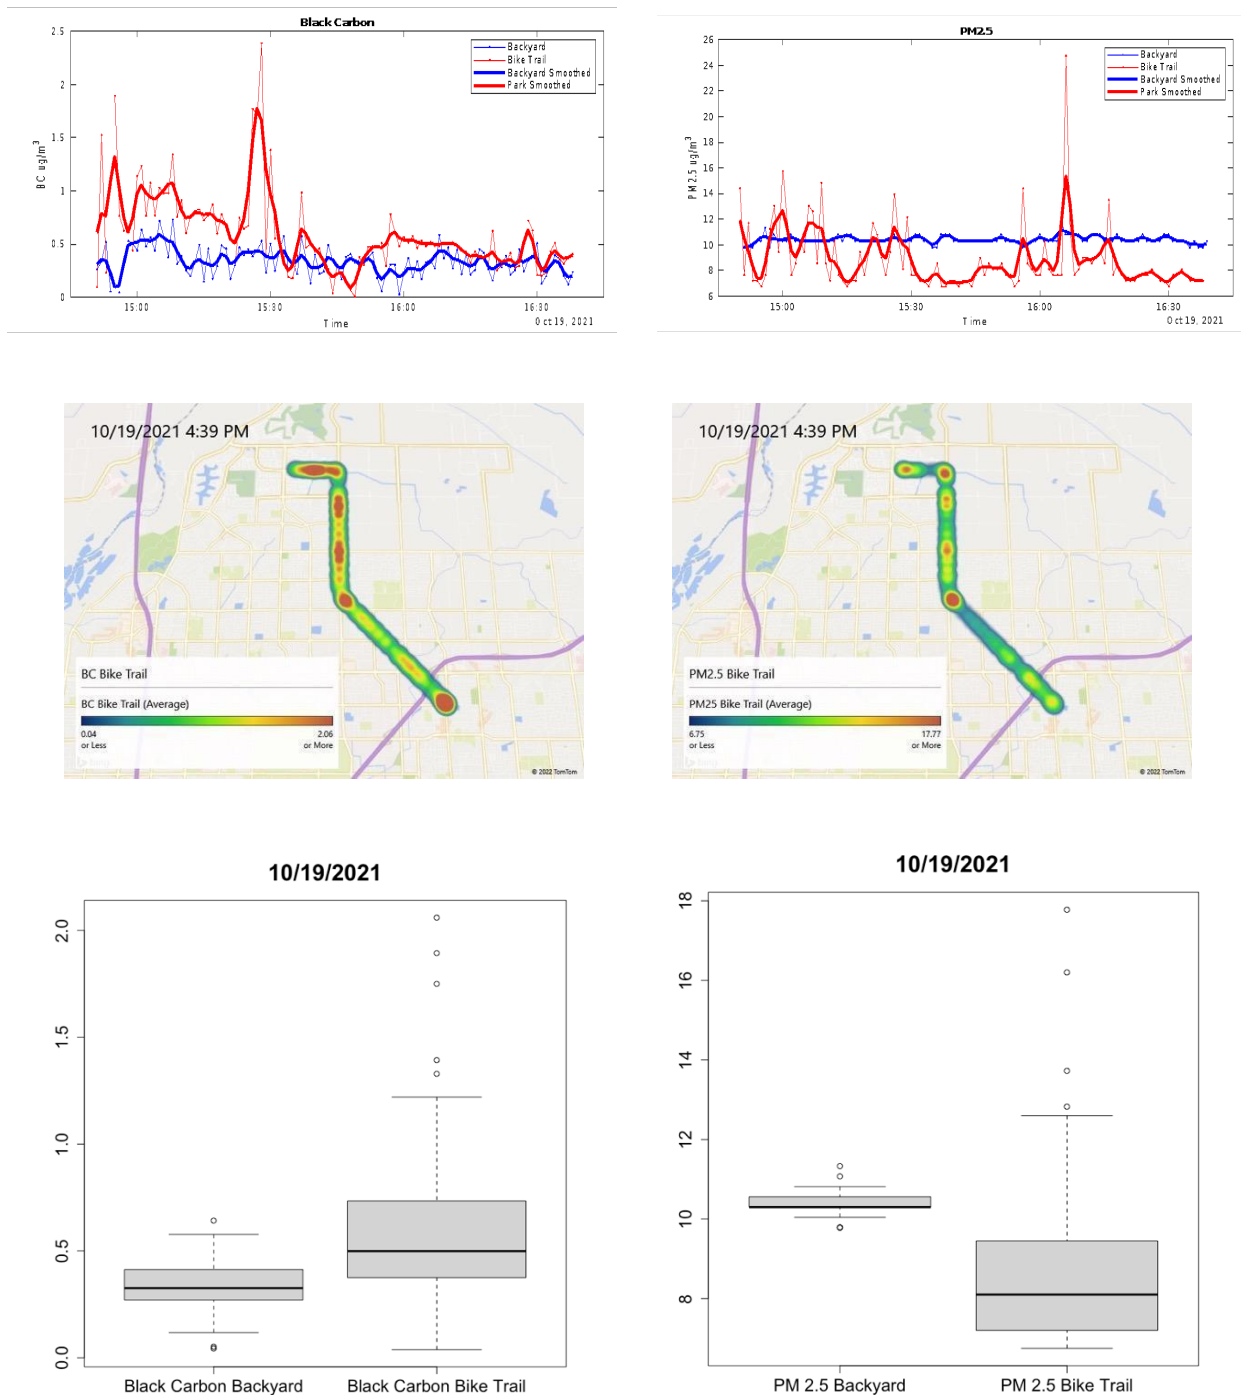 Black Carbon
2.5
2
1.5
1
0.5
0
BC ug/m³
Backyard
Bike Trail
Backyard Smoothed
Park Smoothed
15:00
15:30
16:00
16:30
Time
Oct 19, 2021
PM2.5
26
24
22
20
18
16
14
12
10
8
6
PM2.5 ug/m³
Backyard
Bike Trail
Backyard Smoothed
Park Smoothed
15:00
15:30
16:00
16:30
Time
Oct 19, 2021
10/19/2021 4:39 PM
BC Bike Trail
BC Bike Trail (Average)
0.04
or Less
2.06
or More
© 2022 TomTom
10/19/2021 4:39 PM
PM2.5 Bike Trail
PM25 Bike Trail (Average)
6.75
or Less
17.77
or More
© 2022 TomTom
10/19/2021
2.0
1.5
1.0
0.5
0.0
Black Carbon Backyard
Black Carbon Bike Trail
10/19/2021
18
16
14
12
10
8
PM 2.5 Backyard
PM 2.5 Bike Trail